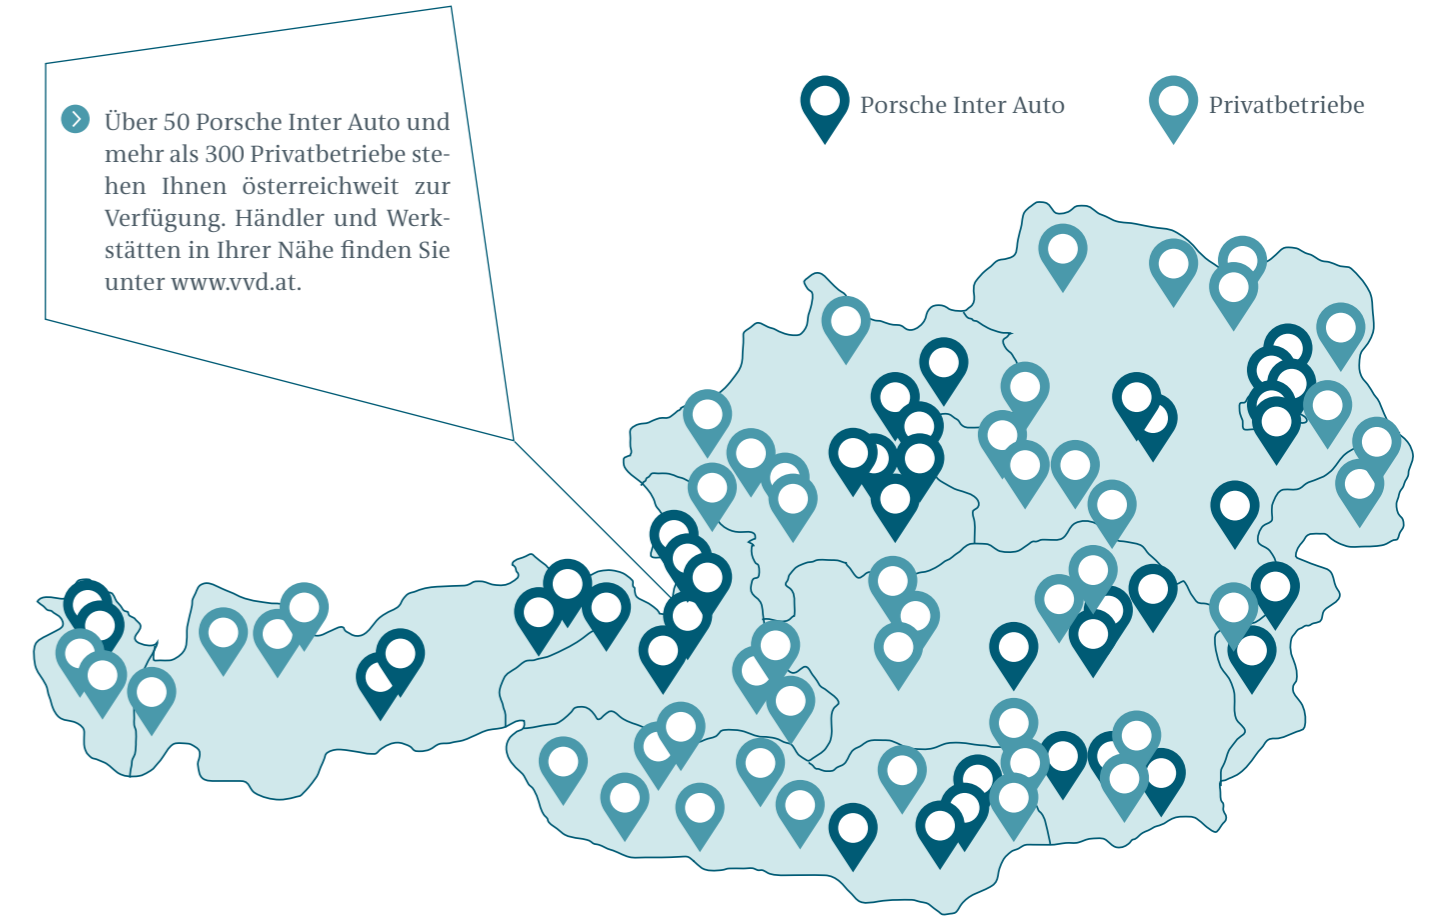 Über 50 Porsche Inter Auto und
mehr als 300 Privatbetriebe ste-
hen Ihnen österreichweit zur
Verfügung. Händler und Werk-
stätten in Ihrer Nähe finden Sie
unter www.vvd.at.
Porsche Inter Auto
Privatbetriebe